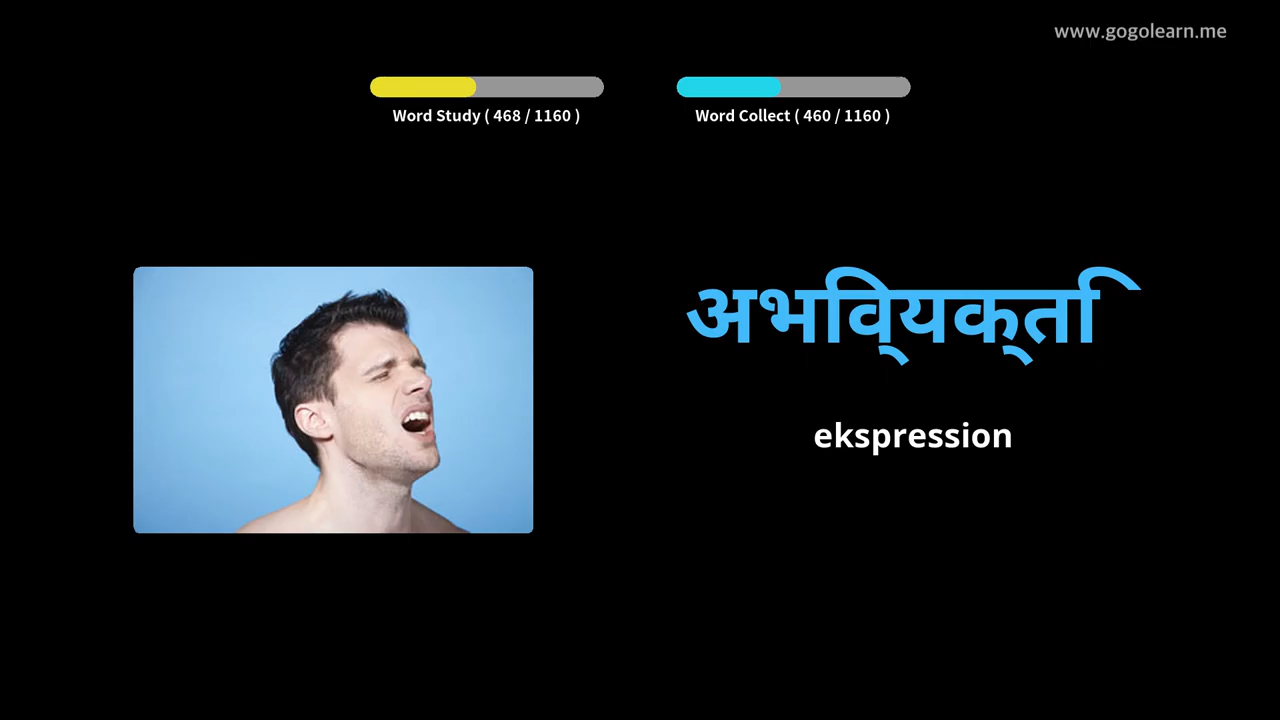 www.gogolearn.me
Word Study ( 468 / 1160 )
Word Collect ( 460 / 1160 )
अभिव्यक्ति
ekspression